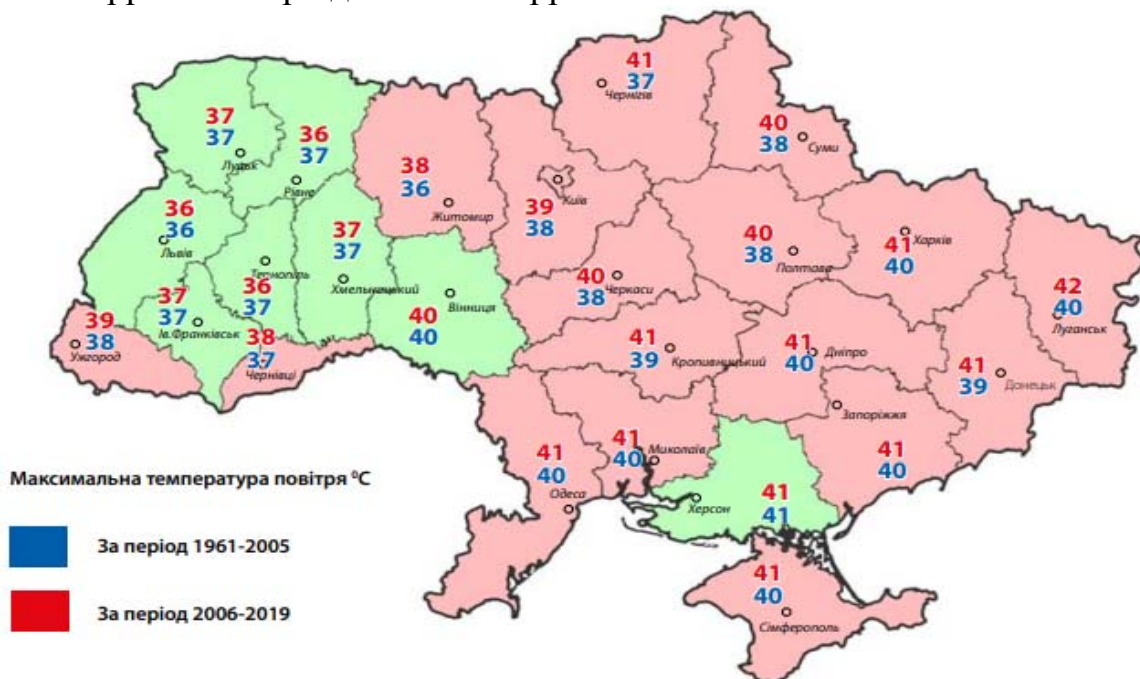 41
37
Чернігів
40
38
Суми
37
37
Луцьк
36
37
Рівне
38
36
Житомир
39
38
Київ
36
36
Львів
36
37
Тернопіль
37
37
Хмельницький
40
40
Вінниця
40
38
Черкаси
40
38
Полтава
41
40
Харків
42
40
Луганськ
39
38
Ужгород
37
37
Ів.Франківськ
38
37
Чернівці
41
39
Кропивницький
41
40
Дніпро
41
39
Донецьк
Запоріжжя
41
40
41
40
Одеса
41
40
Миколаїв
41
41
Херсон
41
40
Сімферополь
Максимальна температура повітря ⁰С
За період 1961-2005
За період 2006-2019